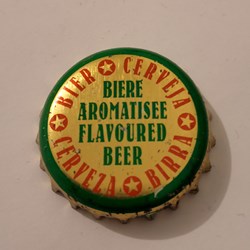 BIER
CERVEJA
BIRRA
CERVEZA
BIERE
AROMATISEE
FLAVOURED
BEER